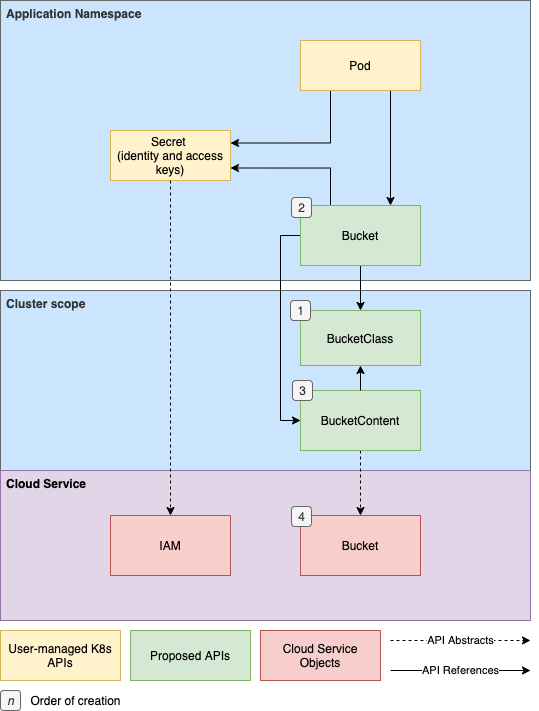 Application Namespace
Pod
Secret
(identity and access
keys)
2
Bucket
Cluster scope
1
BucketClass
3
BucketContent
Cloud Service
IAM
4
Bucket
User-managed K8s
APIs
Proposed APIs
Cloud Service
Objects
API Abstracts
API References
n
Order of creation